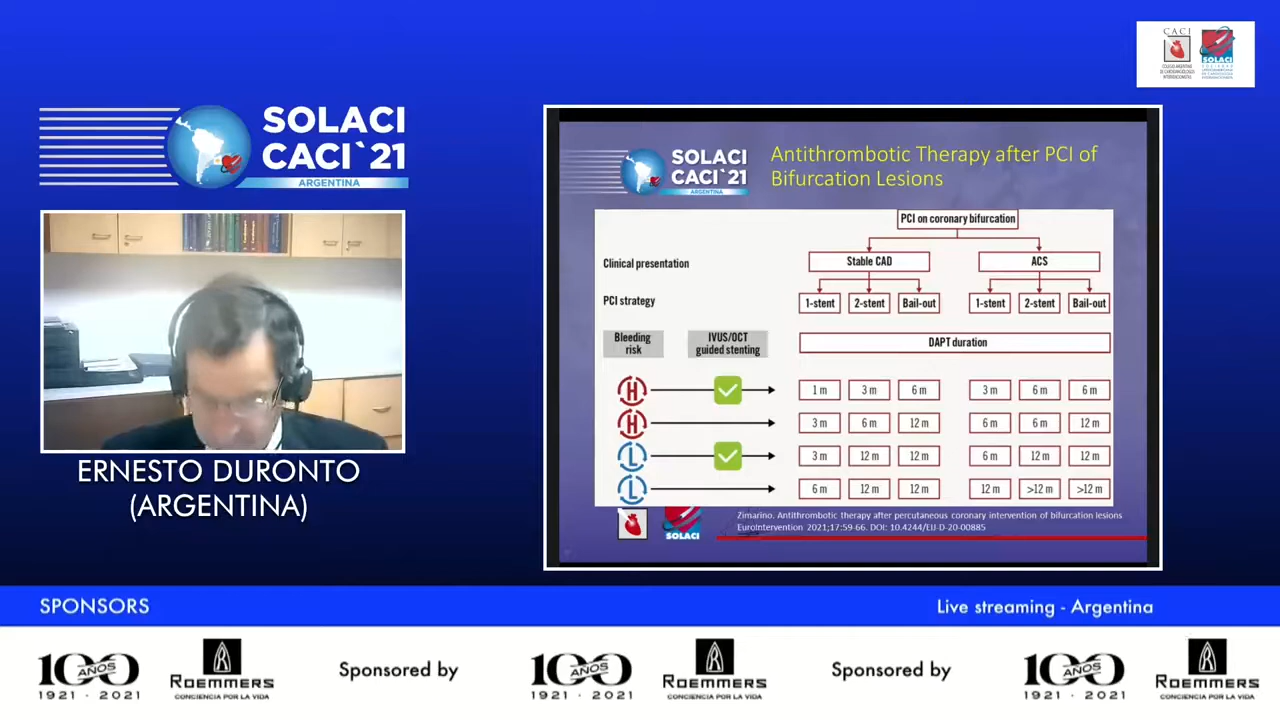 CACI
SOLACI
SOLACI
CACI`21
ARGENTINA
ERNESTO DURONTO
(ARGENTINA)
SOLACI
CACI`21
ARGENTINA
Antithrombotic Therapy after PCI of
Bifurcation Lesions
PCI on coronary bifurcation
Clinical presentation
Stable CAD
ACS
PCI strategy
1-stent
2-stent
Bail-out
1-stent
2-stent
Bail-out
Bleeding
risk
IVUS/OCT
guided stenting
DAPT duration
H
1 m
3 m
6 m
3 m
6 m
6 m
H
3 m
6 m
12 m
6 m
6 m
12 m
L
3 m
12 m
12 m
6 m
12 m
12 m
L
6 m
12 m
12 m
12 m
>12 m
>12 m
Zimarino. Antithrombotic therapy after percutaneous coronary intervention of bifurcation lesions
EuroIntervention 2021;17:59-66. DOI: 10.4244/EIJ-D-20-00885
SOLACI
SPONSORS
Live streaming - Argentina
100
AÑOS
1921 · 2021
ROEMMERS
CONCIENCIA POR LA VIDA
Sponsored by
100
AÑOS
1921 · 2021
ROEMMERS
CONCIENCIA POR LA VIDA
Sponsored by
100
AÑOS
1921 · 2021
ROEMMERS
CONCIENCIA POR LA VIDA